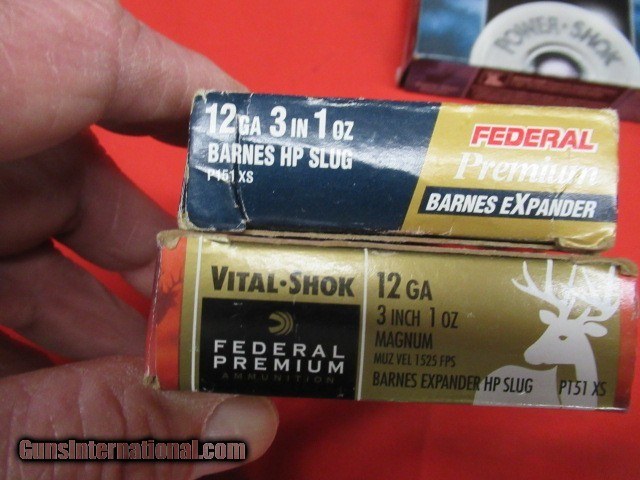 POWER·SHOK
12 GA 3 IN 1 OZ
BARNES HP SLUG
P151 XS
FEDERAL
Premium
BARNES EXPANDER
VITAL·SHOK
FEDERAL
PREMIUM
AMMUNITION
12 GA
3 INCH 1 OZ
MAGNUM
MUZ VEL 1525 FPS
BARNES EXPANDER HP SLUG P151 XS
GunsInternational.com